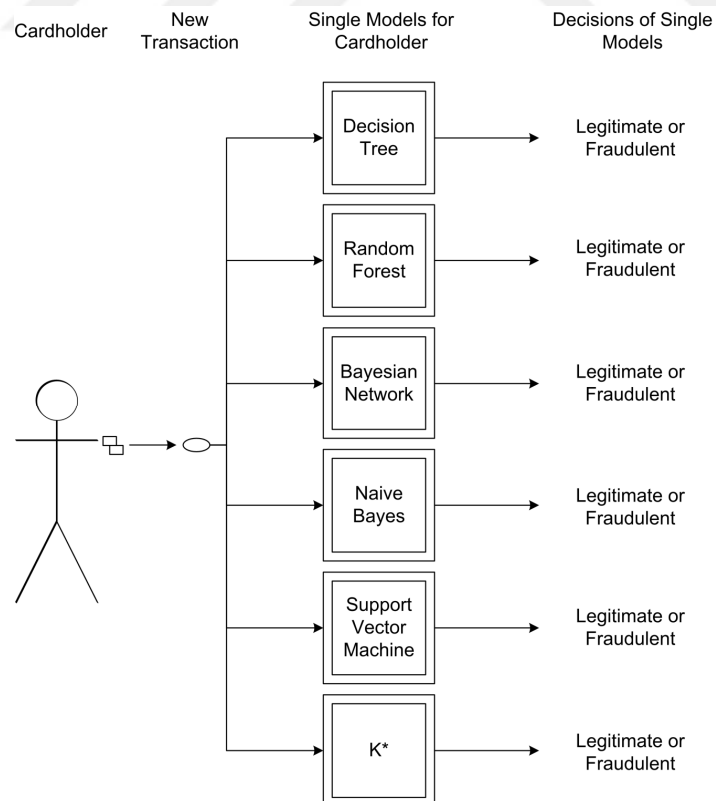 Cardholder
New
Transaction
Single Models for
Cardholder
Decisions of Single
Models
Decision
Tree
Legitimate or
Fraudulent
Random
Forest
Legitimate or
Fraudulent
Bayesian
Network
Legitimate or
Fraudulent
Naive
Bayes
Legitimate or
Fraudulent
Support
Vector
Machine
Legitimate or
Fraudulent
K*
Legitimate or
Fraudulent